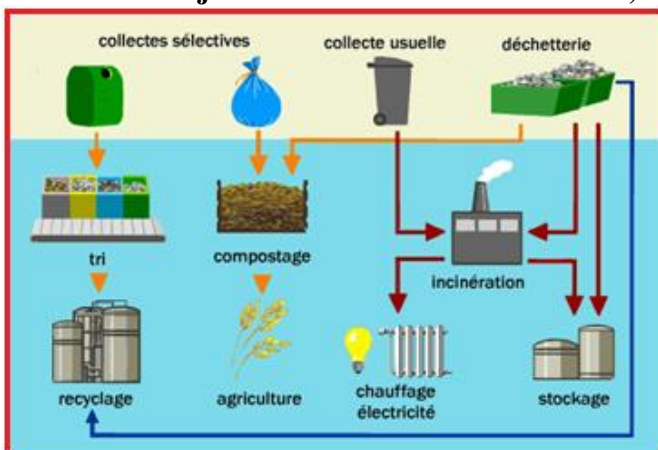 collectes sélectives
collecte usuelle
déchetterie
tri
compostage
incinération
recyclage
agriculture
chauffage
électricité
stockage